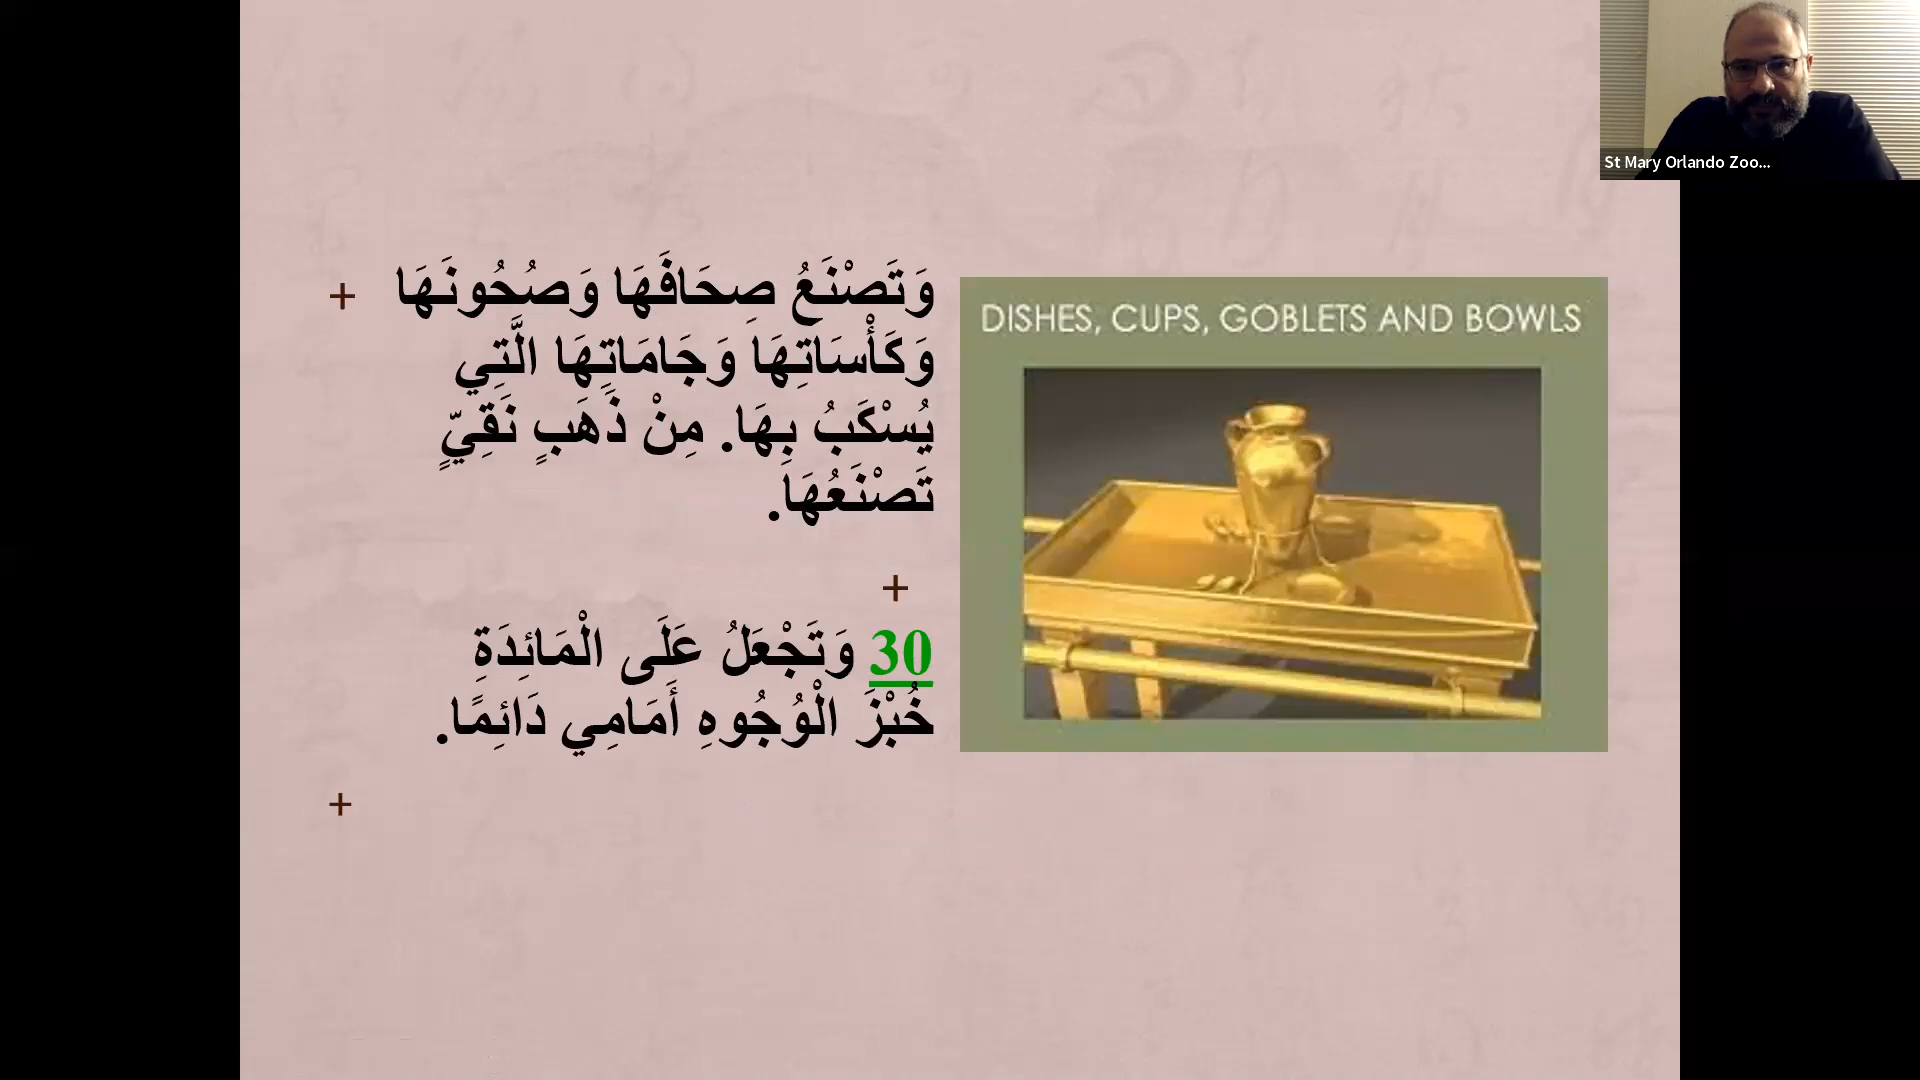 وَتَصْنَعُ صِحَافَهَا وَصُحُونَهَا
وَكَأْسَاتِهَا وَجَامَاتِهَا الَّتِي
يُسْكَبُ بِهَا. مِنْ ذَهَبٍ نَقِيٍّ
تَصْنَعُهَا.
30 وَتَجْعَلُ عَلَى الْمَائِدَةِ
خُبْزَ الْوُجُوهِ أَمَامِي دَائِمًا.
DISHES, CUPS, GOBLETS AND BOWLS
St Mary Orlando Zoo...